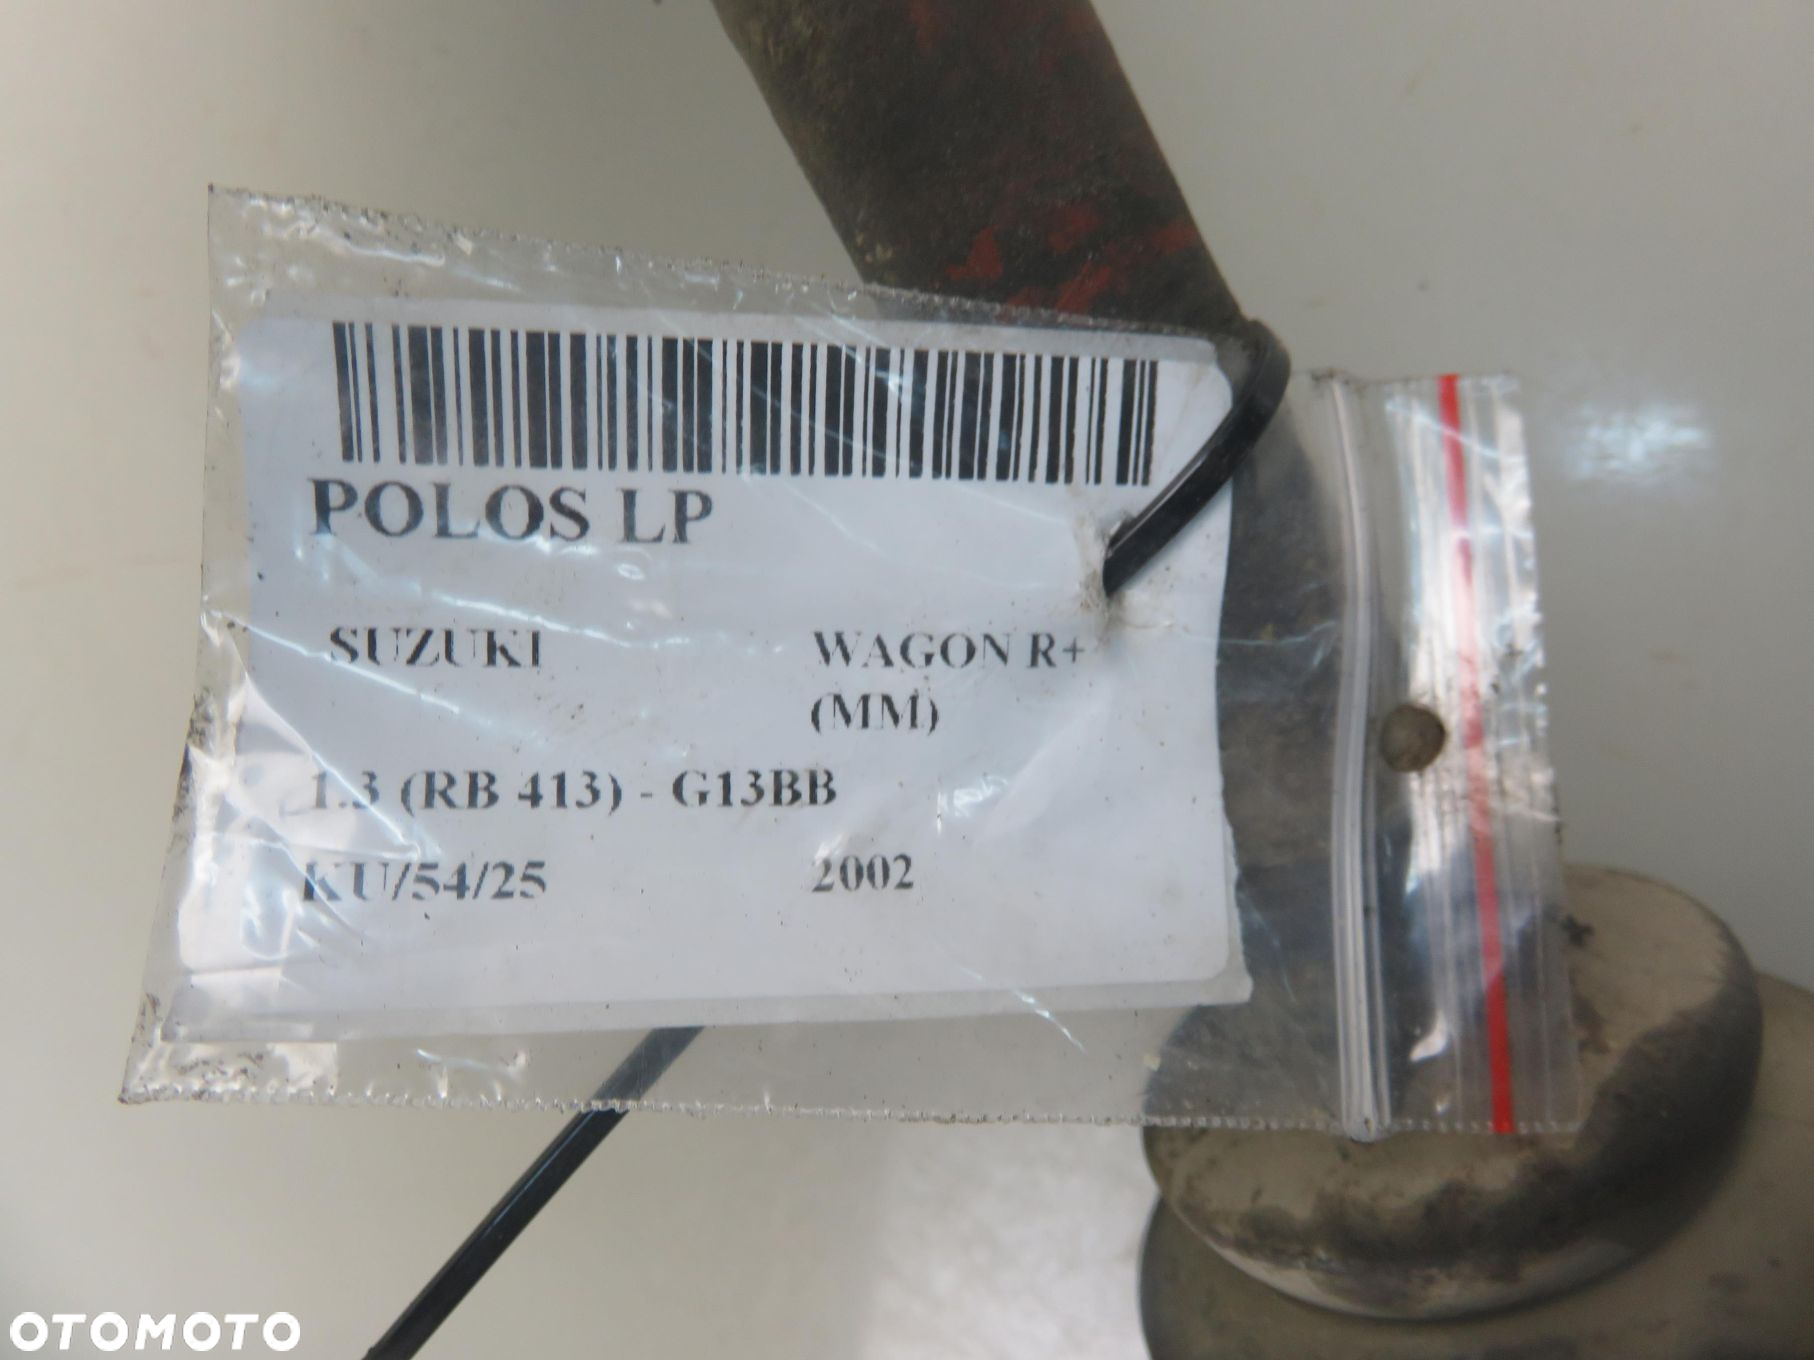 POLOS LP
SUZUKI WAGON R+
(MM)
1.3 (RB 413) - G13BB
KU/54/25 2002
OTOMOTO